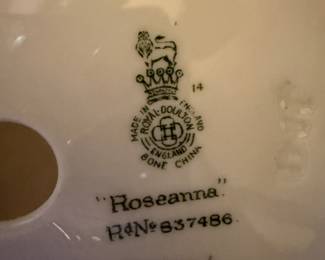 14
MADE IN ENGLAND
ROYAL·DOULTON
ENGLAND
BONE CHINA
"Roseanna".
Rd No 837486.